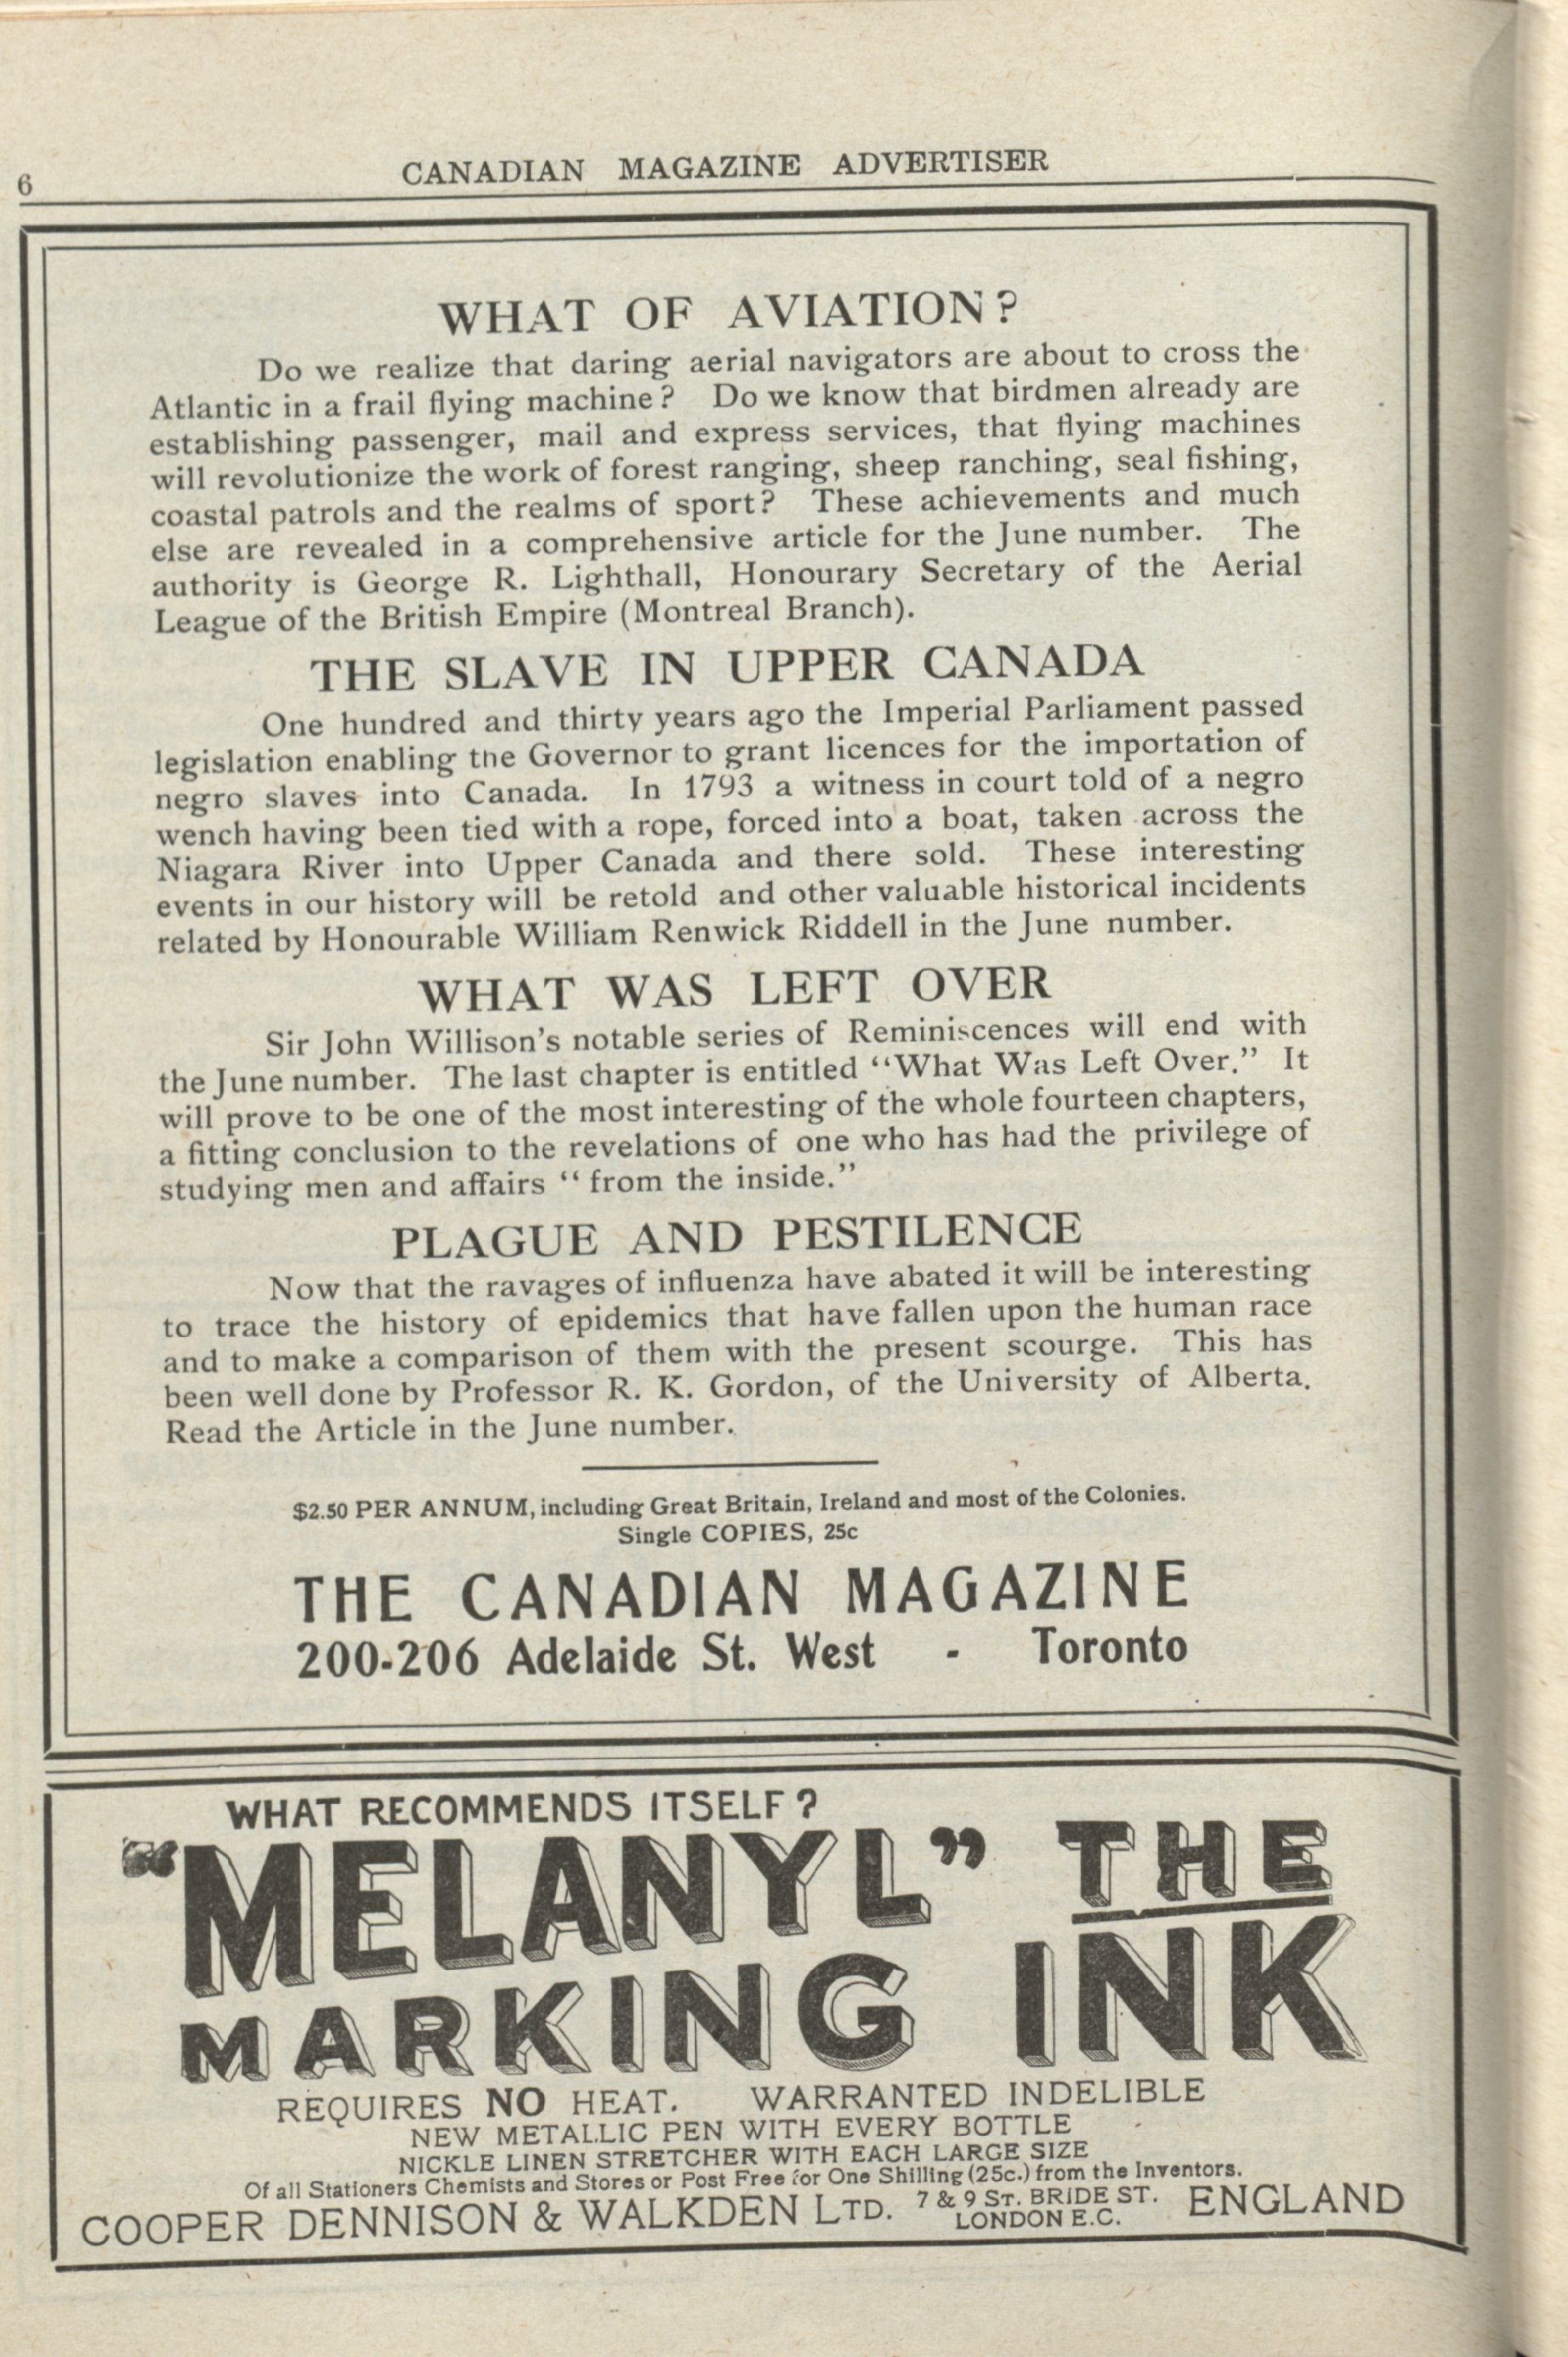 6
CANADIAN MAGAZINE ADVERTISER
WHAT OF AVIATION?
Do we realize that daring aerial navigators are about to cross the
Atlantic in a frail flying machine? Do we know that birdmen already are
establishing passenger, mail and express services, that flying machines
will revolutionize the work of forest ranging, sheep ranching, seal fishing,
coastal patrols and the realms of sport? These achievements and much
else are revealed in a comprehensive article for the June number. The
authority is George R. Lighthall, Honourary Secretary of the Aerial
League of the British Empire (Montreal Branch).
THE SLAVE IN UPPER CANADA
One hundred and thirty years ago the Imperial Parliament passed
legislation enabling the Governor to grant licences for the importation of
negro slaves into Canada. In 1793 a witness in court told of a negro
wench having been tied with a rope, forced into a boat, taken across the
Niagara River into Upper Canada and there sold. These interesting
events in our history will be retold and other valuable historical incidents
related by Honourable William Renwick Riddell in the June number.
WHAT WAS LEFT OVER
Sir John Willison's notable series of Reminiscences will end with
the June number. The last chapter is entitled "What Was Left Over." It
will prove to be one of the most interesting of the whole fourteen chapters,
a fitting conclusion to the revelations of one who has had the privilege of
studying men and affairs "from the inside."
PLAGUE AND PESTILENCE
Now that the ravages of influenza have abated it will be interesting
to trace the history of epidemics that have fallen upon the human race
and to make a comparison of them with the present scourge. This has
been well done by Professor R. K. Gordon, of the University of Alberta.
Read the Article in the June number.
$2.50 PER ANNUM, including Great Britain, Ireland and most of the Colonies.
Single COPIES, 25c
THE CANADIAN MAGAZINE
200-206 Adelaide St. West - Toronto
WHAT RECOMMENDS ITSELF?
"MELANYL" THE
MARKING INK
REQUIRES NO HEAT. WARRANTED INDELIBLE
NEW METALLIC PEN WITH EVERY BOTTLE
NICKLE LINEN STRETCHER WITH EACH LARGE SIZE
Of all Stationers Chemists and Stores or Post Free for One Shilling (25c.) from the Inventors.
COOPER DENNISON & WALKDEN LTD. 7 & 9 ST. BRIDE ST. LONDON E.C. ENGLAND